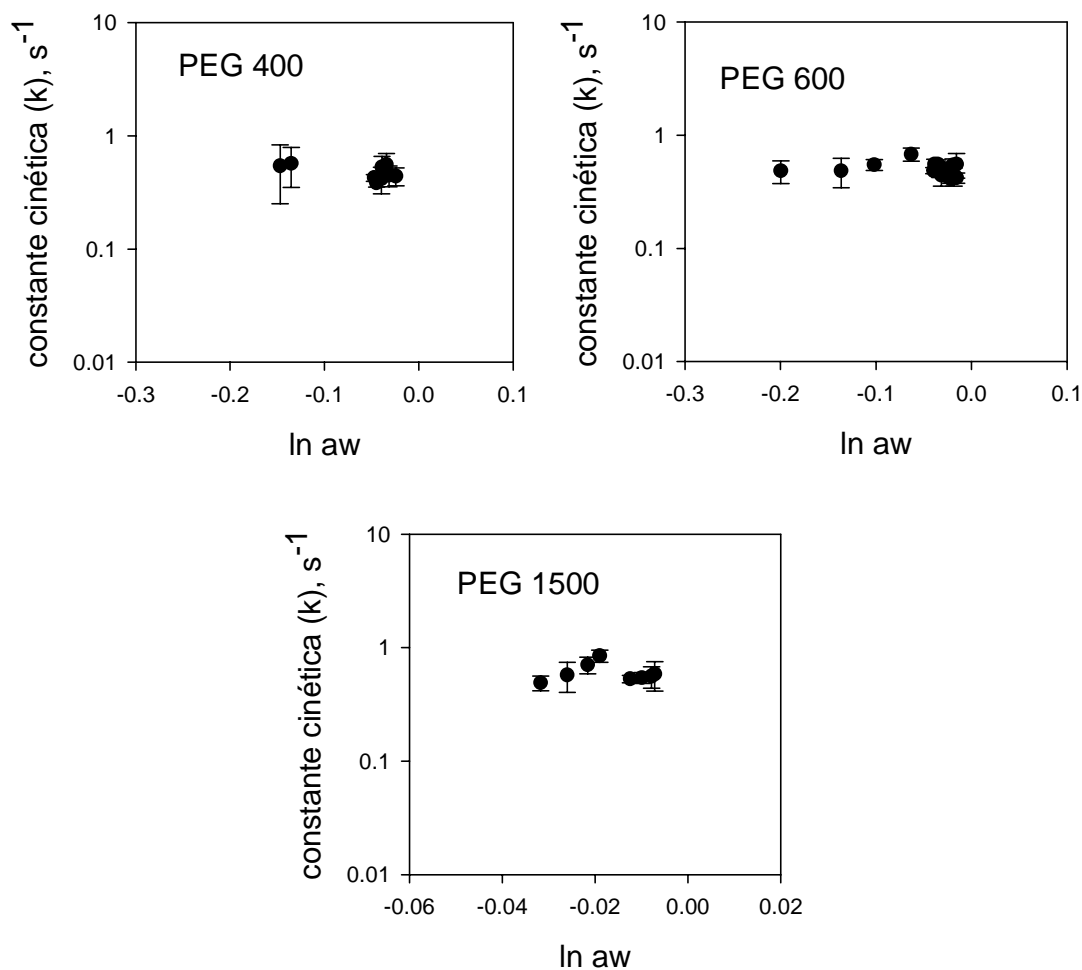 PEG 400
constante cinética (k), s-1
10
1
0.1
0.01
-0.3 -0.2 -0.1 0.0 0.1
ln aw
PEG 600
constante cinética (k), s-1
10
1
0.1
0.01
-0.3 -0.2 -0.1 0.0 0.1
ln aw
PEG 1500
constante cinética (k), s-1
10
1
0.1
0.01
-0.06 -0.04 -0.02 0.00 0.02
ln aw